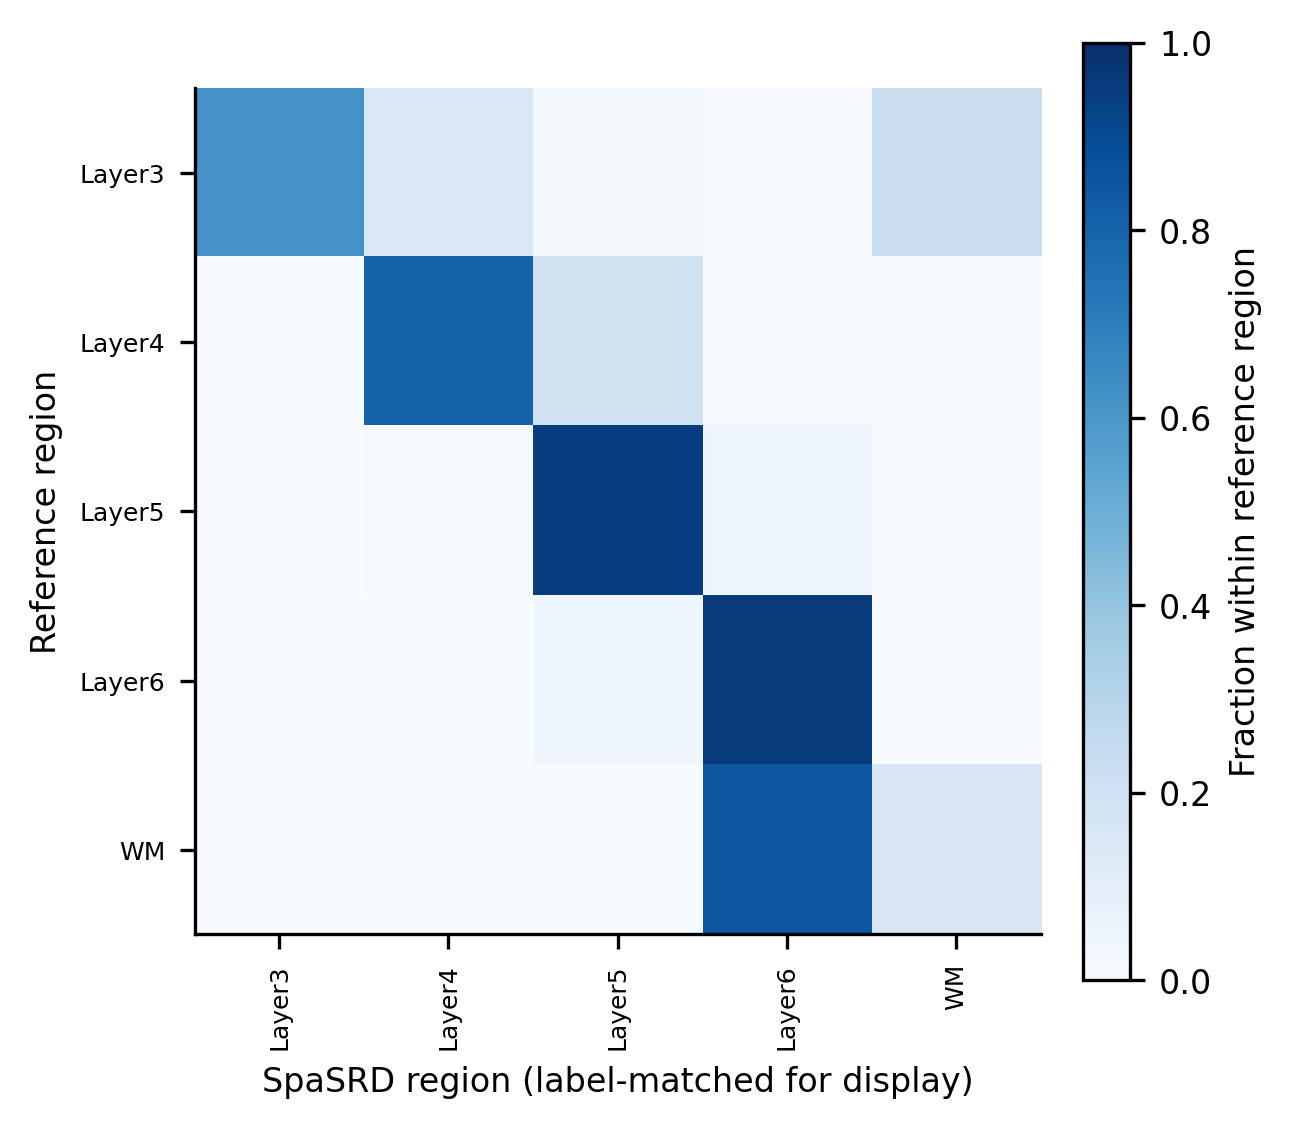 Reference region
Layer3
Layer4
Layer5
Layer6
WM
Layer3
Layer4
Layer5
Layer6
WM
SpaSRD region (label-matched for display)
1.0
0.8
0.6
0.4
0.2
0.0
Fraction within reference region